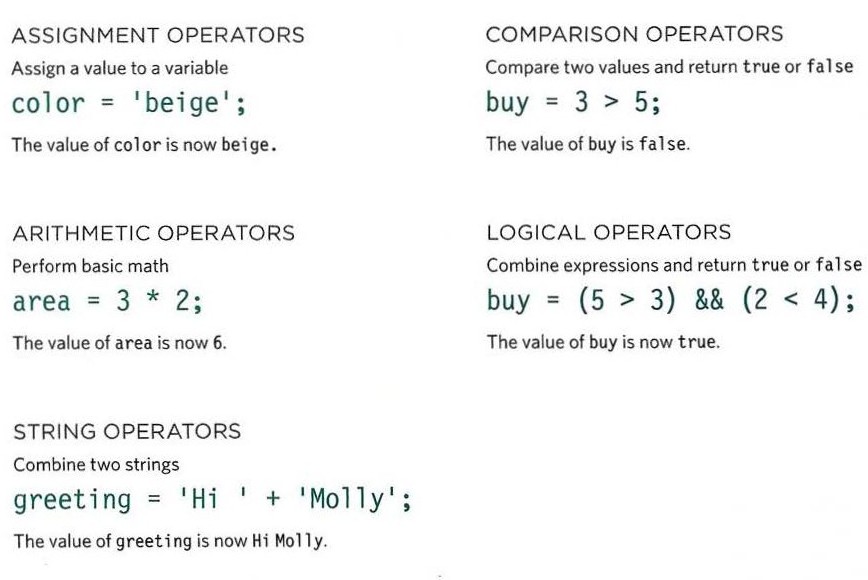 ASSIGNMENT OPERATORS
Assign a value to a variable
color = 'beige';
The value of color is now beige.
ARITHMETIC OPERATORS
Perform basic math
area = 3 * 2;
The value of area is now 6.
STRING OPERATORS
Combine two strings
greeting = 'Hi ' + 'Molly';
The value of greeting is now Hi Molly.
COMPARISON OPERATORS
Compare two values and return true or false
buy = 3 > 5;
The value of buy is false.
LOGICAL OPERATORS
Combine expressions and return true or false
buy = (5 > 3) && (2 < 4);
The value of buy is now true.